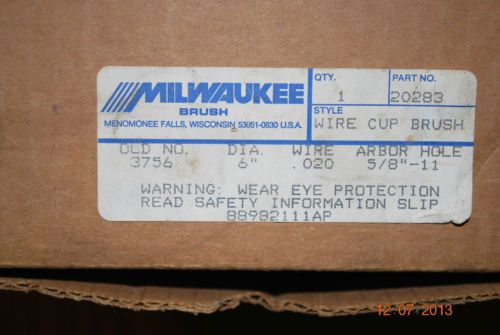 MILWAUKEE
BRUSH
MENOMONEE FALLS, WISCONSIN 53051-0830 U.S.A.
QTY. PART NO.
1 20283
STYLE
WIRE CUP BRUSH
OLD NO. DIA. WIRE ARBOR HOLE
3756 6" .020 5/8"-11
WARNING: WEAR EYE PROTECTION
READ SAFETY INFORMATION SLIP
88982111AP
12.07.2013